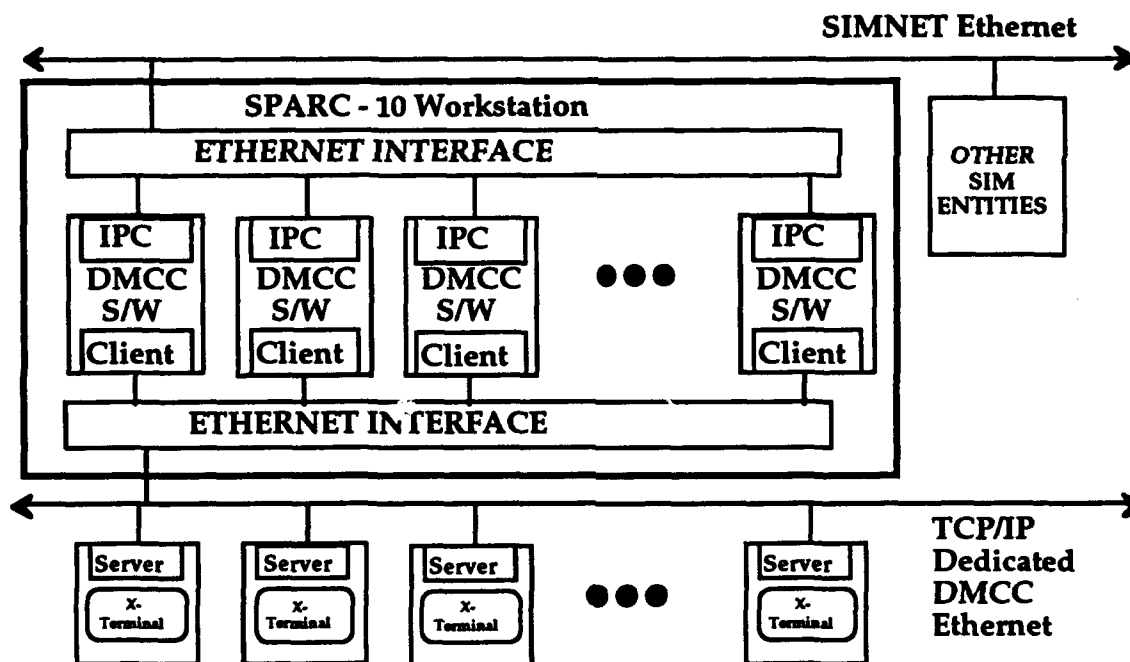 SIMNET Ethernet
SPARC - 10 Workstation
ETHERNET INTERFACE
OTHER
SIM
ENTITIES
IPC
DMCC
S/W
Client
IPC
DMCC
S/W
Client
IPC
DMCC
S/W
Client
IPC
DMCC
S/W
Client
ETHERNET INTERFACE
TCP/IP
Dedicated
DMCC
Ethernet
Server
X-
Terminal
Server
X-
Terminal
Server
X-
Terminal
Server
X-
Terminal